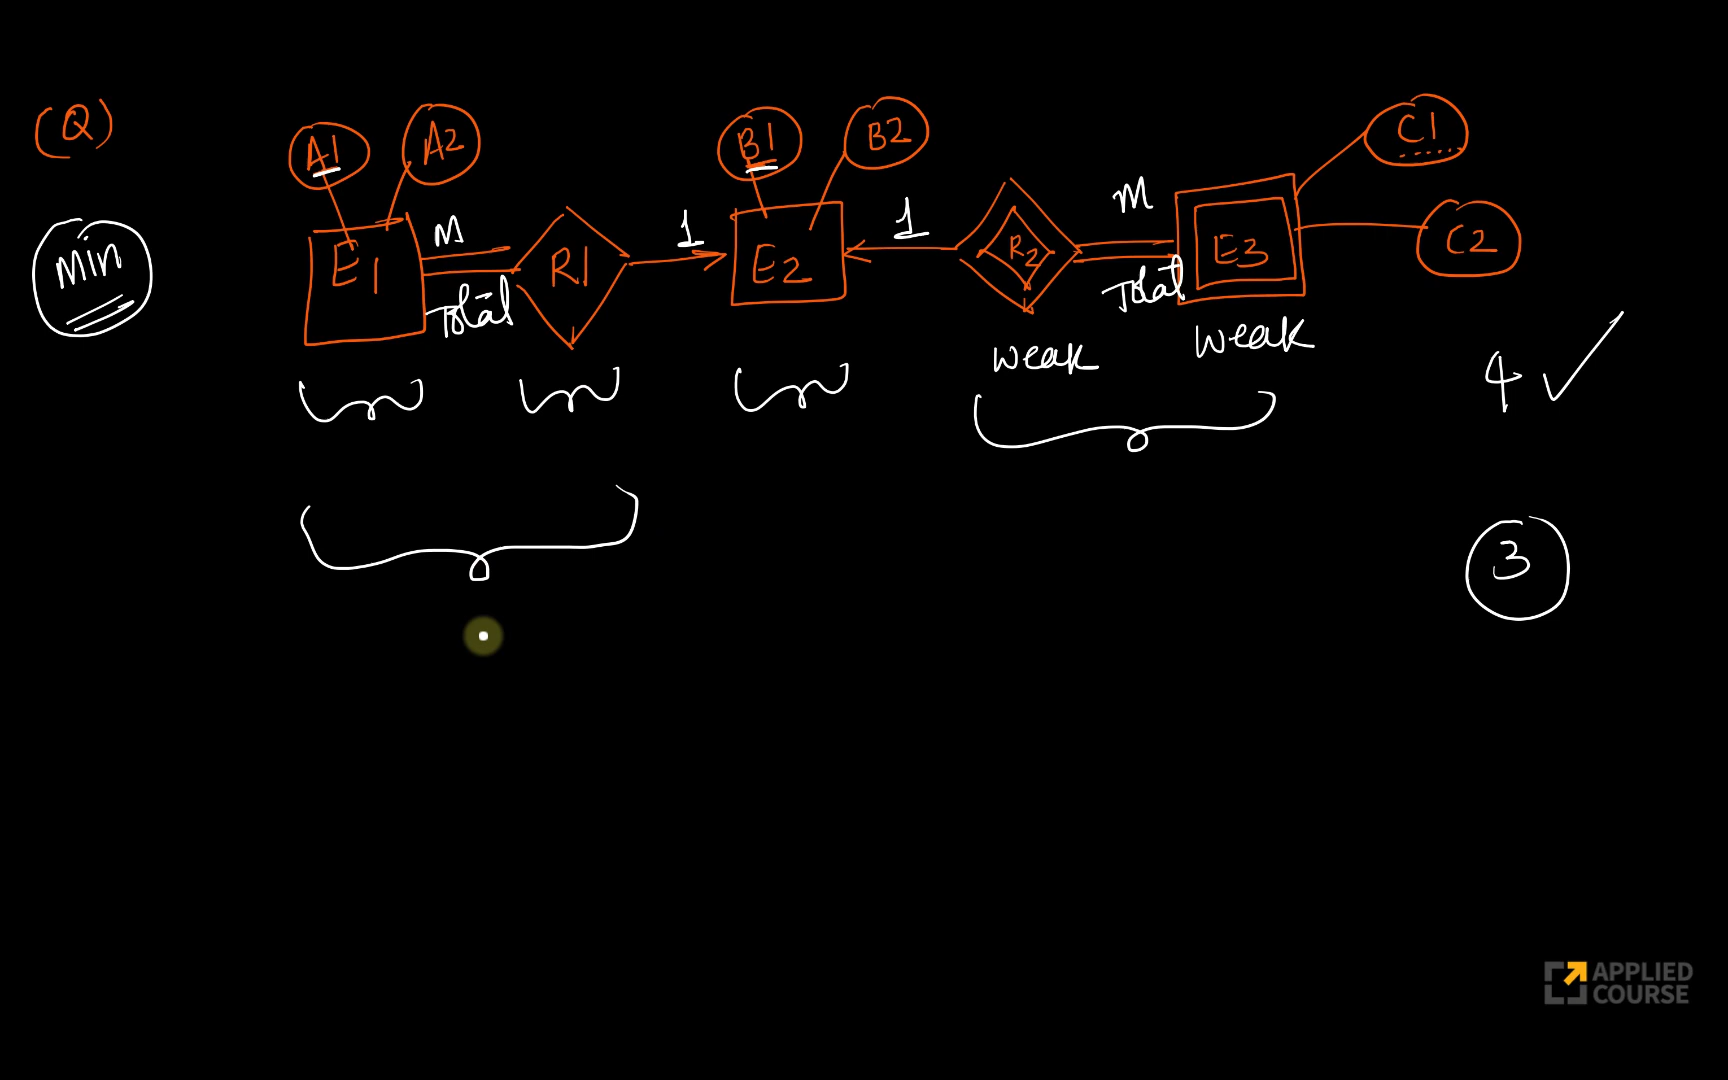 (Q)
A1 A2 B1 B2 C1
Min
E1 M Total R1 1 E2 1 R2 M Total E3 C2
weak weak
4 ✓
3
APPLIED
COURSE